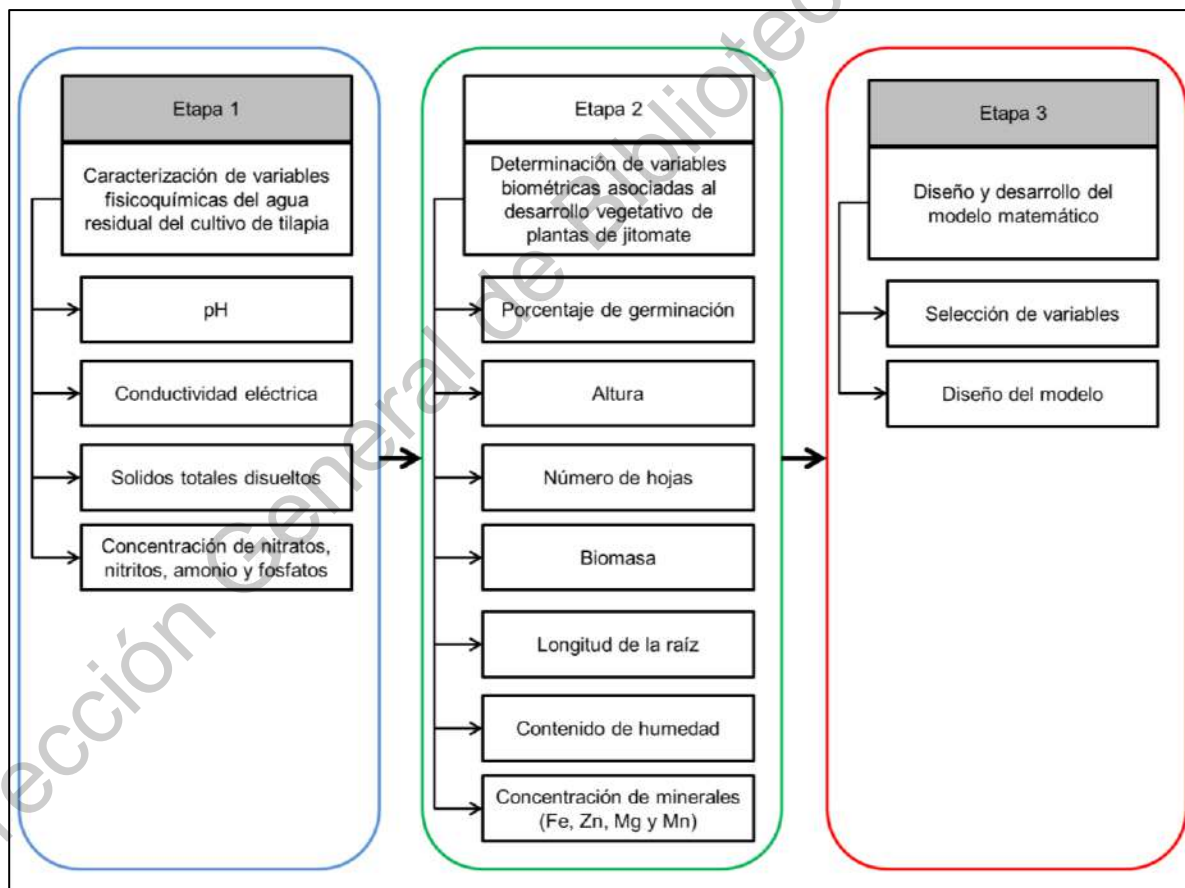 Etapa 1
Caracterización de variables
fisicoquímicas del agua
residual del cultivo de tilapia
pH
Conductividad eléctrica
Solidos totales disueltos
Concentración de nitratos,
nitritos, amonio y fosfatos
Etapa 2
Determinación de variables
biométricas asociadas al
desarrollo vegetativo de
plantas de jitomate
Porcentaje de germinación
Altura
Número de hojas
Biomasa
Longitud de la raíz
Contenido de humedad
Concentración de minerales
(Fe, Zn, Mg y Mn)
Etapa 3
Diseño y desarrollo del
modelo matemático
Selección de variables
Diseño del modelo
General de